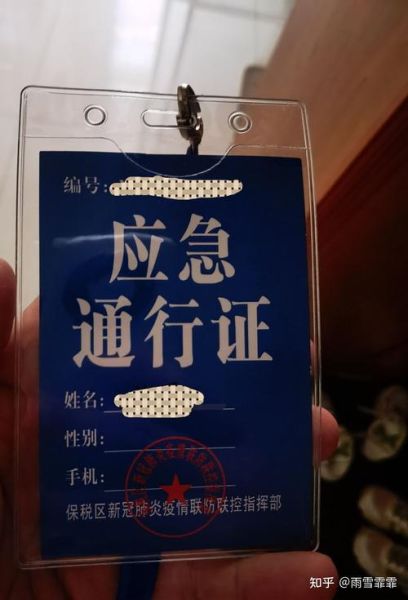 编号:
应急
通行证
姓名:
性别:
手机:
保税区新冠肺炎疫情联防联控指挥部
知乎 @雨雪霏霏